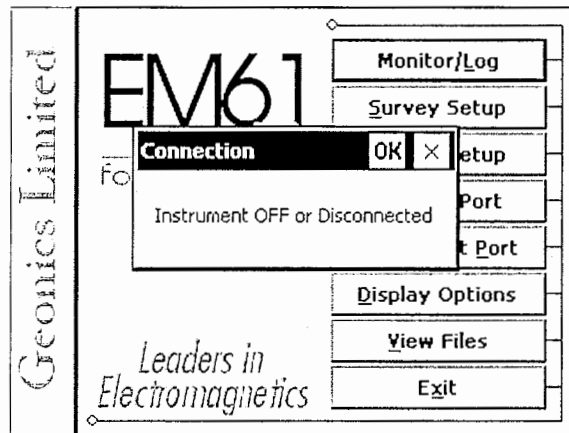 Geonics Limited
EM61
Fo
Connection OK ×
Instrument OFF or Disconnected
Monitor/Log
Survey Setup
etup
Port
t Port
Display Options
View Files
Exit
Leaders in
Electromagnetics